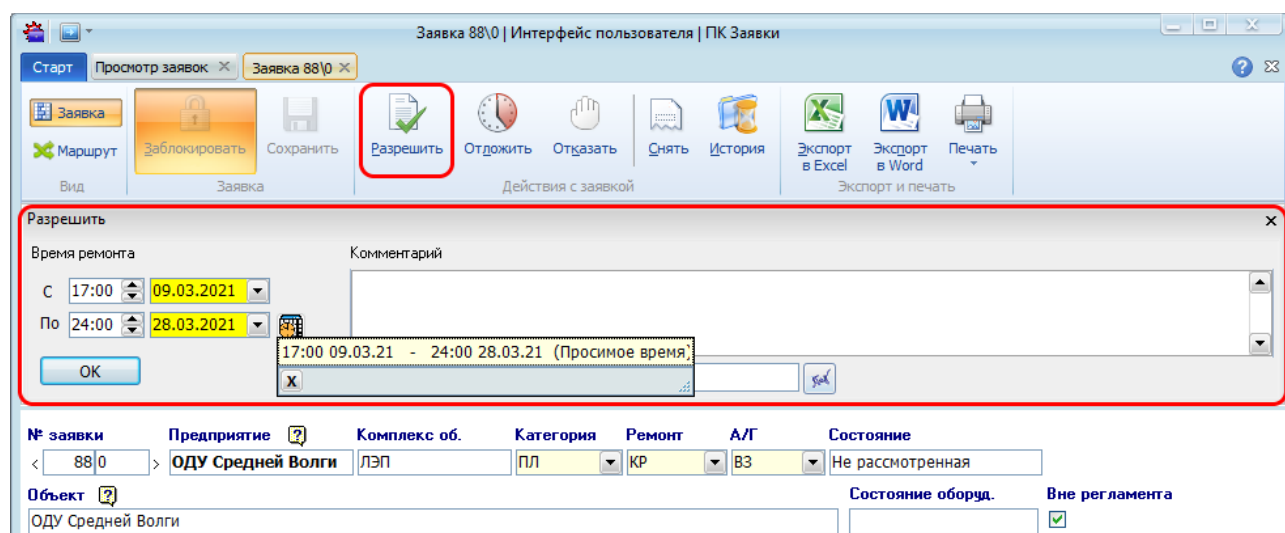 Заявка 88\0 | Интерфейс пользователя | ПК Заявки
Старт Просмотр заявок Заявка 88\0
Заявка Заблокировать Сохранить Разрешить Отложить Отказать Снять История Экспорт в Excel Экспорт в Word Печать
Маршрут
Вид Заявка Действия с заявкой Экспорт и печать
Разрешить
Время ремонта Комментарий
С 17:00 09.03.2021
По 24:00 28.03.2021
17:00 09.03.21 - 24:00 28.03.21 (Просимое время)
OK
X
№ заявки Предприятие ? Комплекс об. Категория Ремонт А/Г Состояние
< 88 0 > ОДУ Средней Волги ЛЭП ПЛ КР ВЗ Не рассмотренная
Объект ? Состояние оборуд. Вне регламента
ОДУ Средней Волги